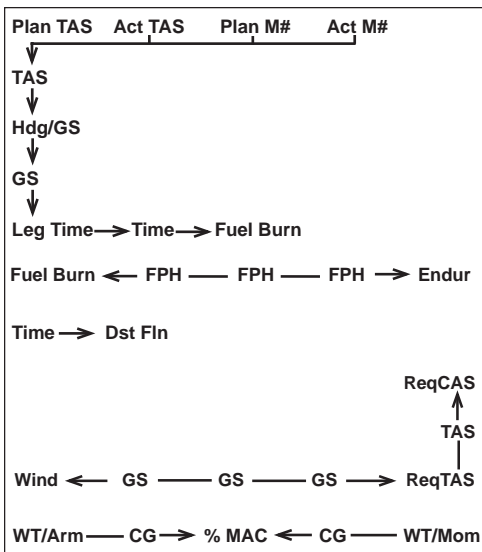 Plan TAS Act TAS Plan M# Act M#
TAS
Hdg/GS
GS
Leg Time Time Fuel Burn
Fuel Burn FPH FPH FPH Endur
Time Dst Fln
ReqCAS
TAS
Wind GS GS GS ReqTAS
WT/Arm CG % MAC CG WT/Mom